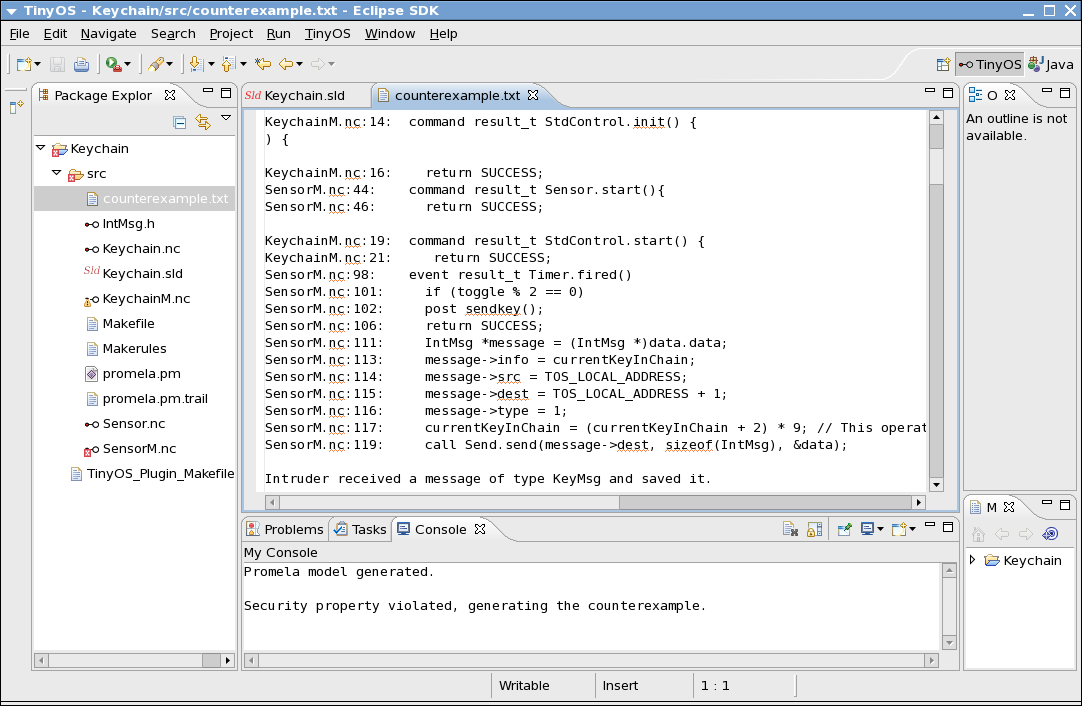 TinyOS - Keychain/src/counterexample.txt - Eclipse SDK
File Edit Navigate Search Project Run TinyOS Window Help
TinyOS Java
Package Explor
Keychain
src
counterexample.txt
IntMsg.h
Keychain.nc
Sld Keychain.sld
KeychainM.nc
Makefile
Makerules
promela.pm
promela.pm.trail
Sensor.nc
SensorM.nc
TinyOS_Plugin_Makefile
Sld Keychain.sld counterexample.txt
KeychainM.nc:14: command result_t StdControl.init() {
) {
KeychainM.nc:16: return SUCCESS;
SensorM.nc:44: command result_t Sensor.start(){
SensorM.nc:46: return SUCCESS;
KeychainM.nc:19: command result_t StdControl.start() {
KeychainM.nc:21: return SUCCESS;
SensorM.nc:98: event result_t Timer.fired()
SensorM.nc:101: if (toggle % 2 == 0)
SensorM.nc:102: post sendkey();
SensorM.nc:106: return SUCCESS;
SensorM.nc:111: IntMsg *message = (IntMsg *)data.data;
SensorM.nc:113: message->info = currentKeyInChain;
SensorM.nc:114: message->src = TOS_LOCAL_ADDRESS;
SensorM.nc:115: message->dest = TOS_LOCAL_ADDRESS + 1;
SensorM.nc:116: message->type = 1;
SensorM.nc:117: currentKeyInChain = (currentKeyInChain + 2) * 9; // This operat
SensorM.nc:119: call Send.send(message->dest, sizeof(IntMsg), &data);
Intruder received a message of type KeyMsg and saved it.
O
An outline is not
available.
M
Keychain
Problems Tasks Console
My Console
Promela model generated.
Security property violated, generating the counterexample.
Writable Insert 1 : 1